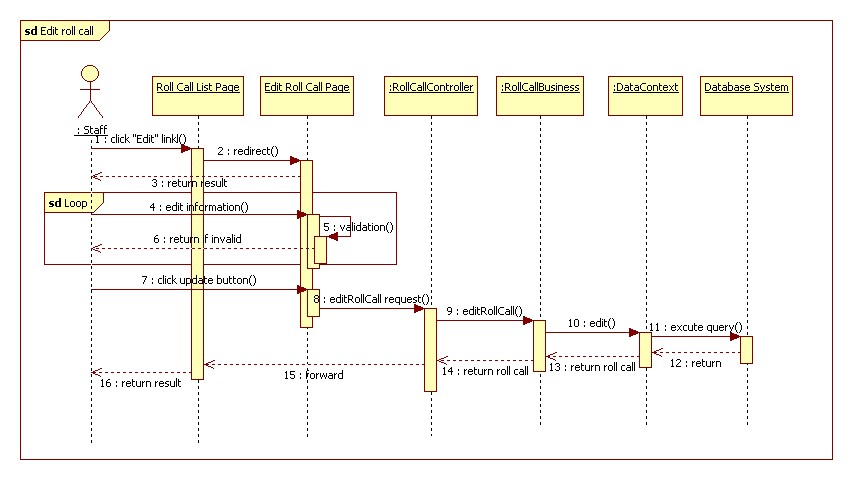 sd Edit roll call
: Staff
Roll Call List Page
Edit Roll Call Page
:RollCallController
:RollCallBusiness
:DataContext
Database System
1 : click "Edit" linkl()
2 : redirect()
3 : return result
sd Loop
4 : edit information()
5 : validation()
6 : return if invalid
7 : click update button()
8 : editRollCall request()
9 : editRollCall()
10 : edit()
11 : excute query()
12 : return
13 : return roll call
14 : return roll call
15 : forward
16 : return result